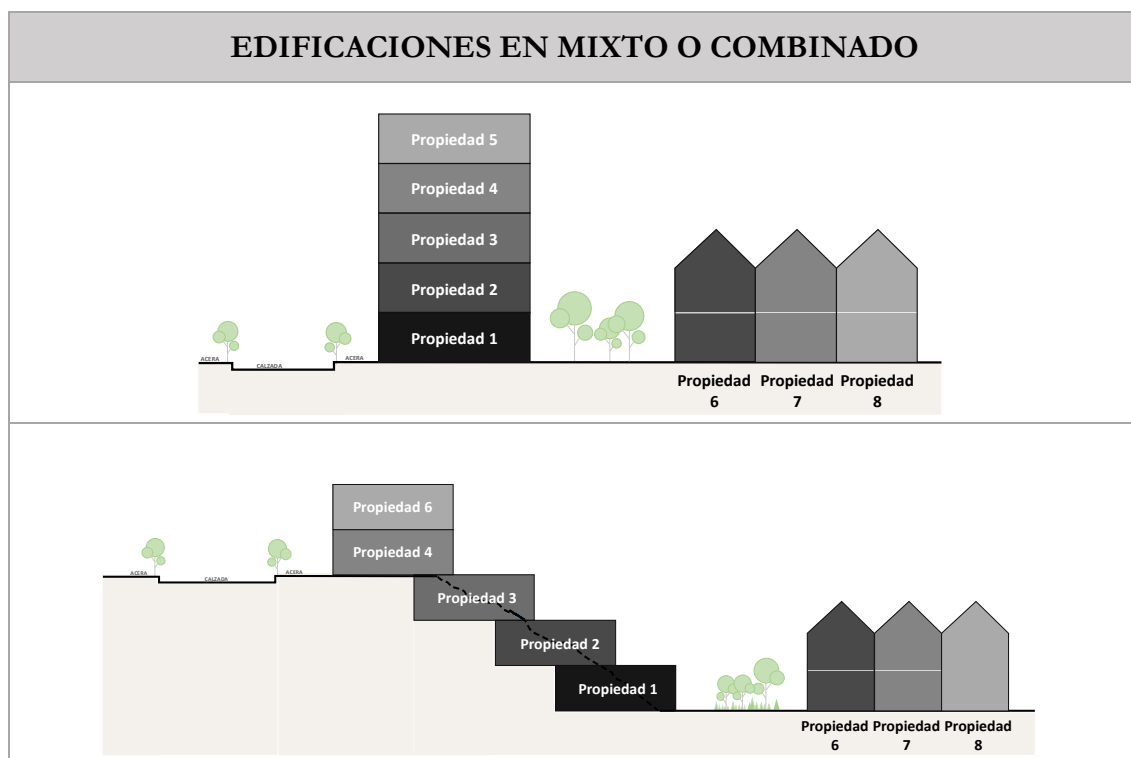 EDIFICACIONES EN MIXTO O COMBINADO
Propiedad 5
Propiedad 4
Propiedad 3
Propiedad 2
Propiedad 1
ACERA
CALZADA
ACERA
Propiedad
6
Propiedad
7
Propiedad
8
Propiedad 6
Propiedad 4
ACERA
CALZADA
ACERA
Propiedad 3
Propiedad 2
Propiedad 1
Propiedad
6
Propiedad
7
Propiedad
8